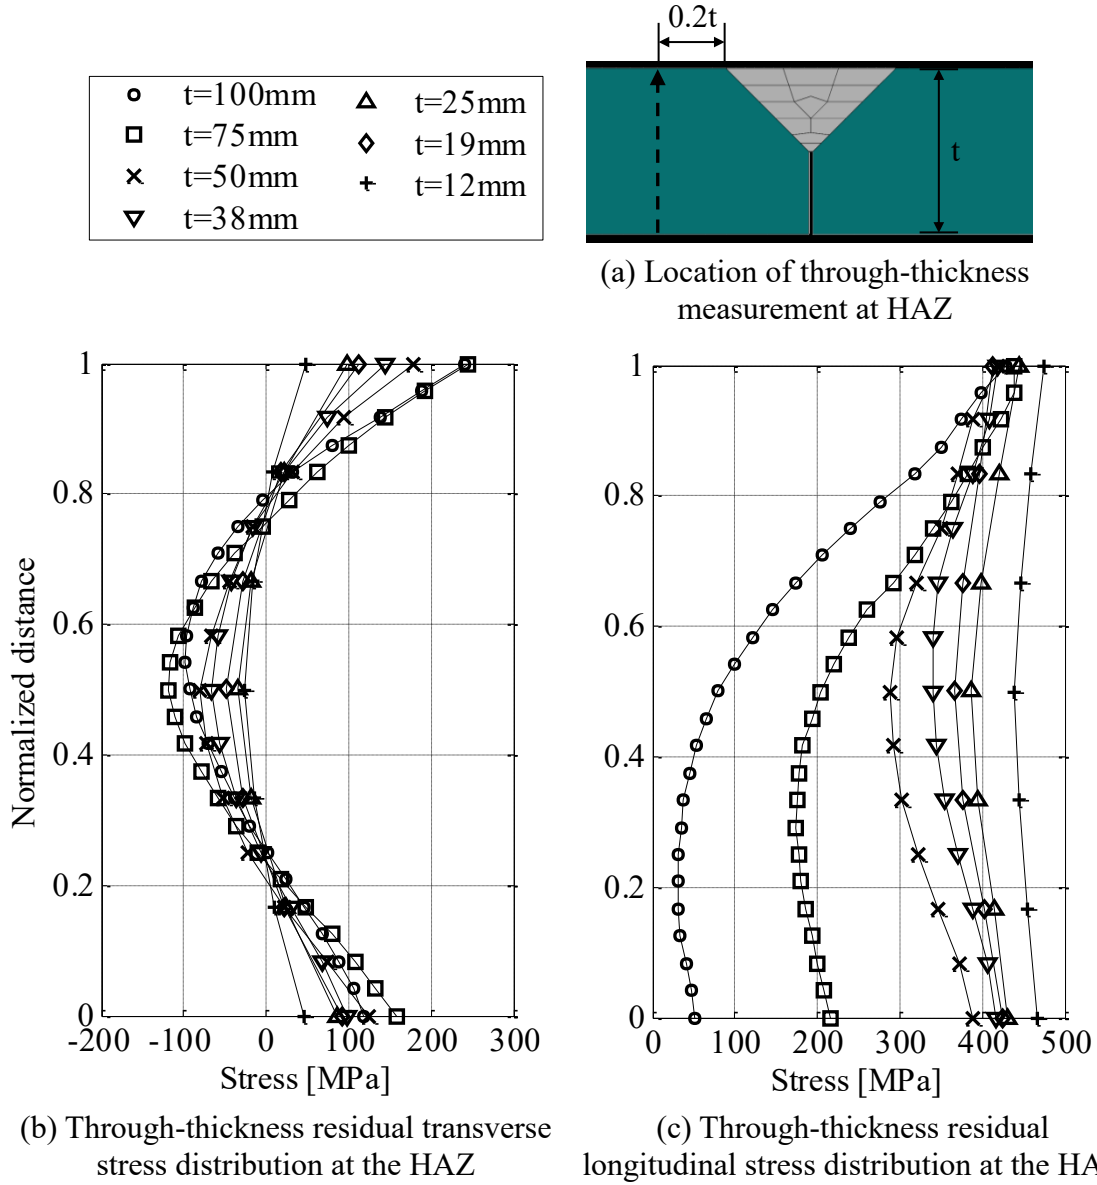 0.2t
t=100mm
t=75mm
t=50mm
t=38mm
t=25mm
t=19mm
t=12mm
t
(a) Location of through-thickness
measurement at HAZ
1
0.8
0.6
0.4
0.2
0
Normalized distance
-200 -100 0 100 200 300
Stress [MPa]
(b) Through-thickness residual transverse
stress distribution at the HAZ
1
0.8
0.6
0.4
0.2
0
0 100 200 300 400 500
Stress [MPa]
(c) Through-thickness residual
longitudinal stress distribution at the HA